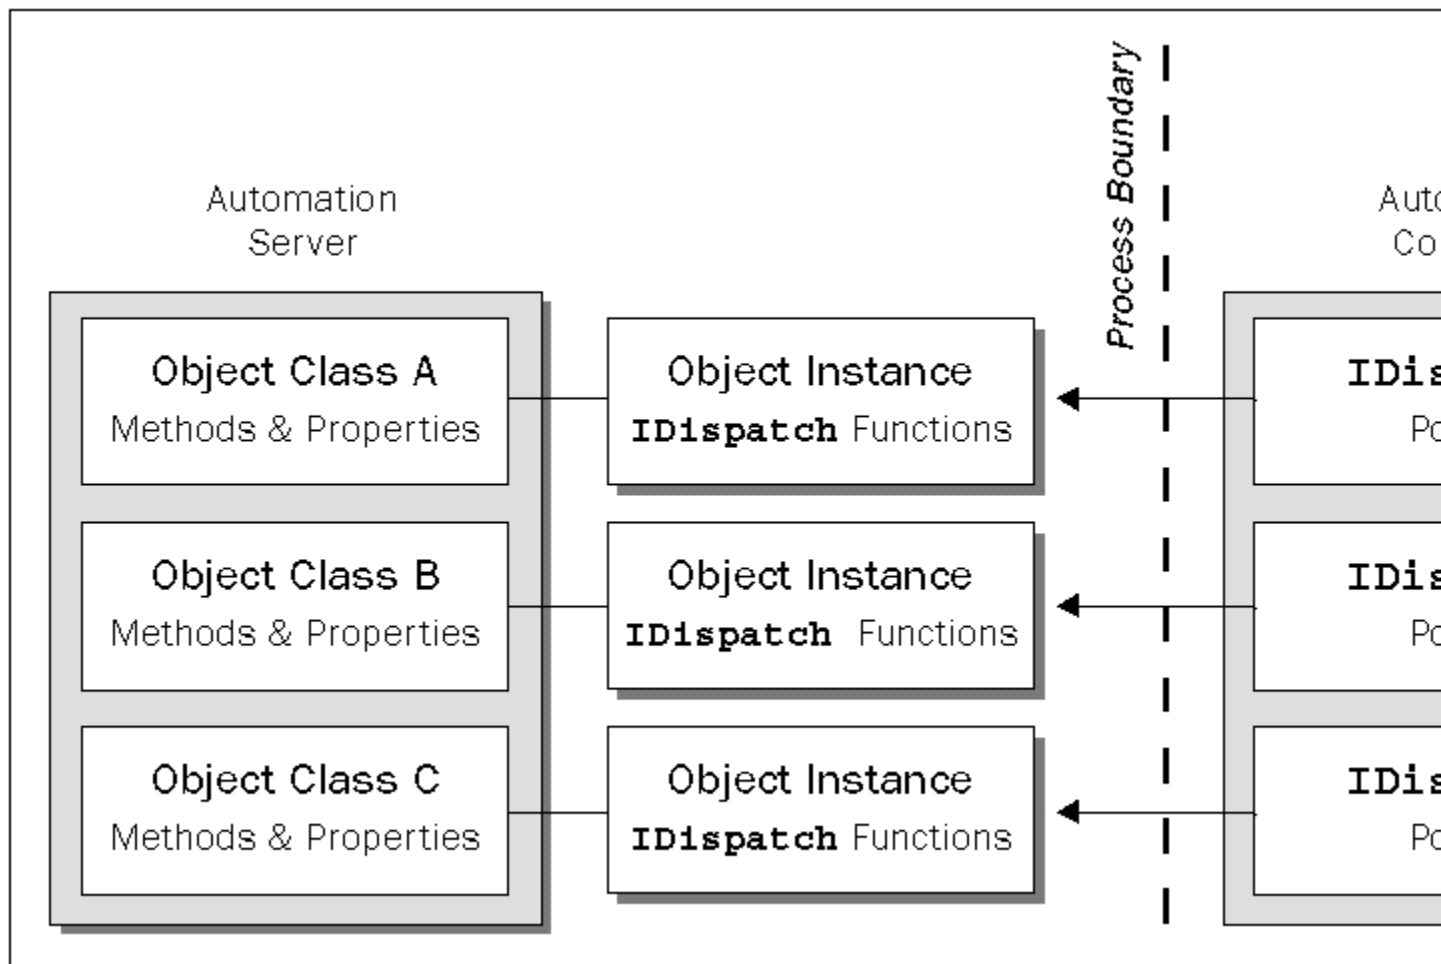 Process Boundary
Automation
Server
Object Class A
Methods & Properties
Object Instance
IDispatch Functions
Object Class B
Methods & Properties
Object Instance
IDispatch Functions
Object Class C
Methods & Properties
Object Instance
IDispatch Functions